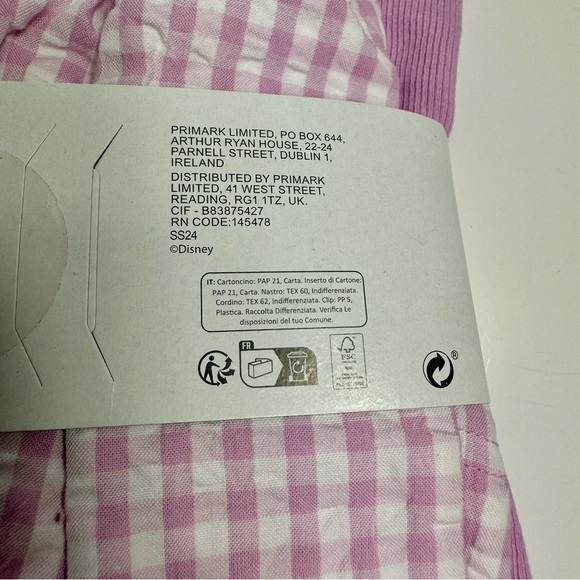 PRIMARK LIMITED, PO BOX 644,
ARTHUR RYAN HOUSE, 22-24
PARNELL STREET, DUBLIN 1,
IRELAND
DISTRIBUTED BY PRIMARK
LIMITED, 41 WEST STREET,
READING, RG1 1TZ, UK.
CIF - B83875427
RN CODE:145478
SS24
©Disney
IT: Cartoncino: PAP 21, Carta. Inserto di Cartone:
PAP 21, Carta. Nastro: TEX 60, Indifferenziata.
Cordino: TEX 62, Indifferenziata. Clip: PP 5,
Plastica. Raccolta Differenziata. Verifica Le
disposizioni del tuo Comune.
FR
FSC
®